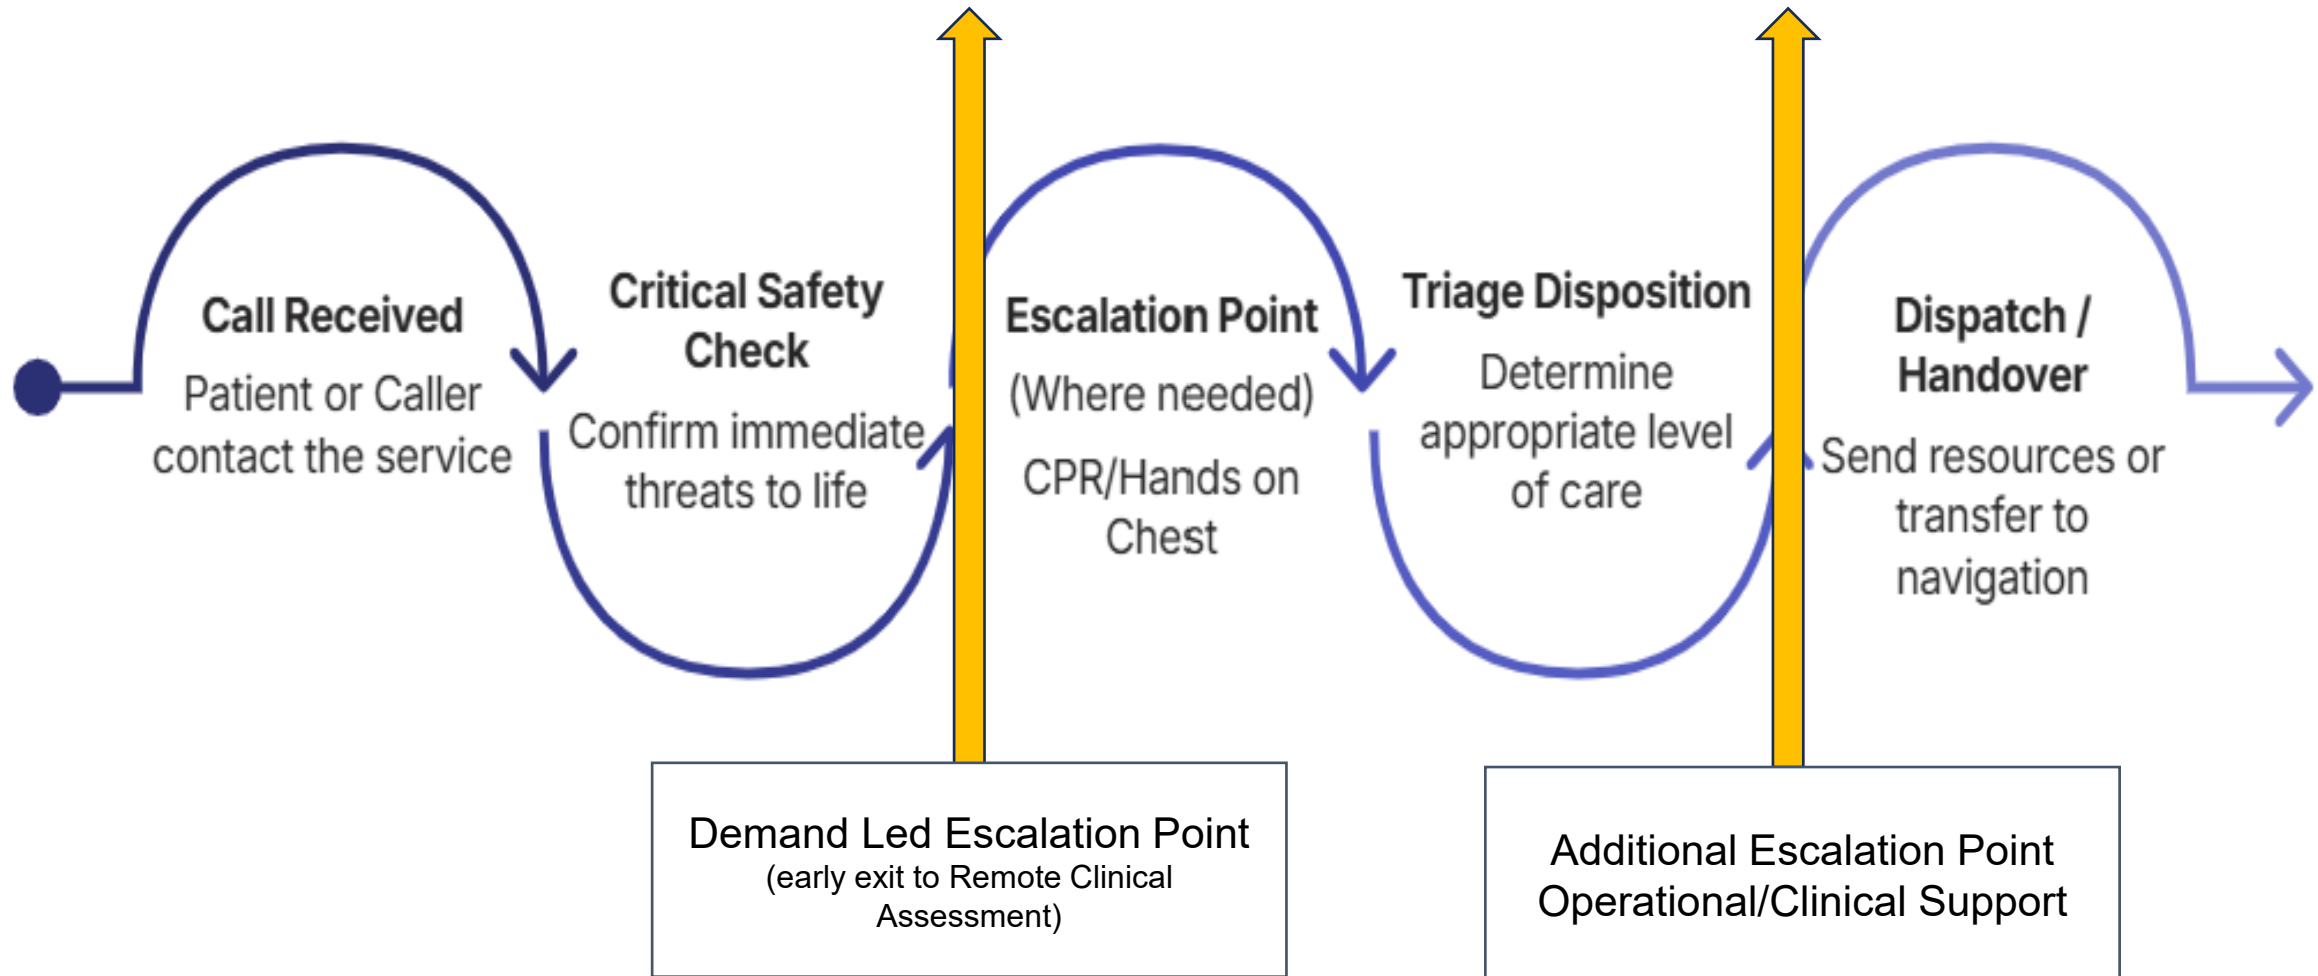 Call Received
Patient or Caller
contact the service
Critical Safety
Check
Confirm immediate
threats to life
Escalation Point
(Where needed)
CPR/Hands on
Chest
Triage Disposition
Determine
appropriate level
of care
Dispatch /
Handover
Send resources or
transfer to
navigation
Demand Led Escalation Point
(early exit to Remote Clinical
Assessment)
Additional Escalation Point
Operational/Clinical Support